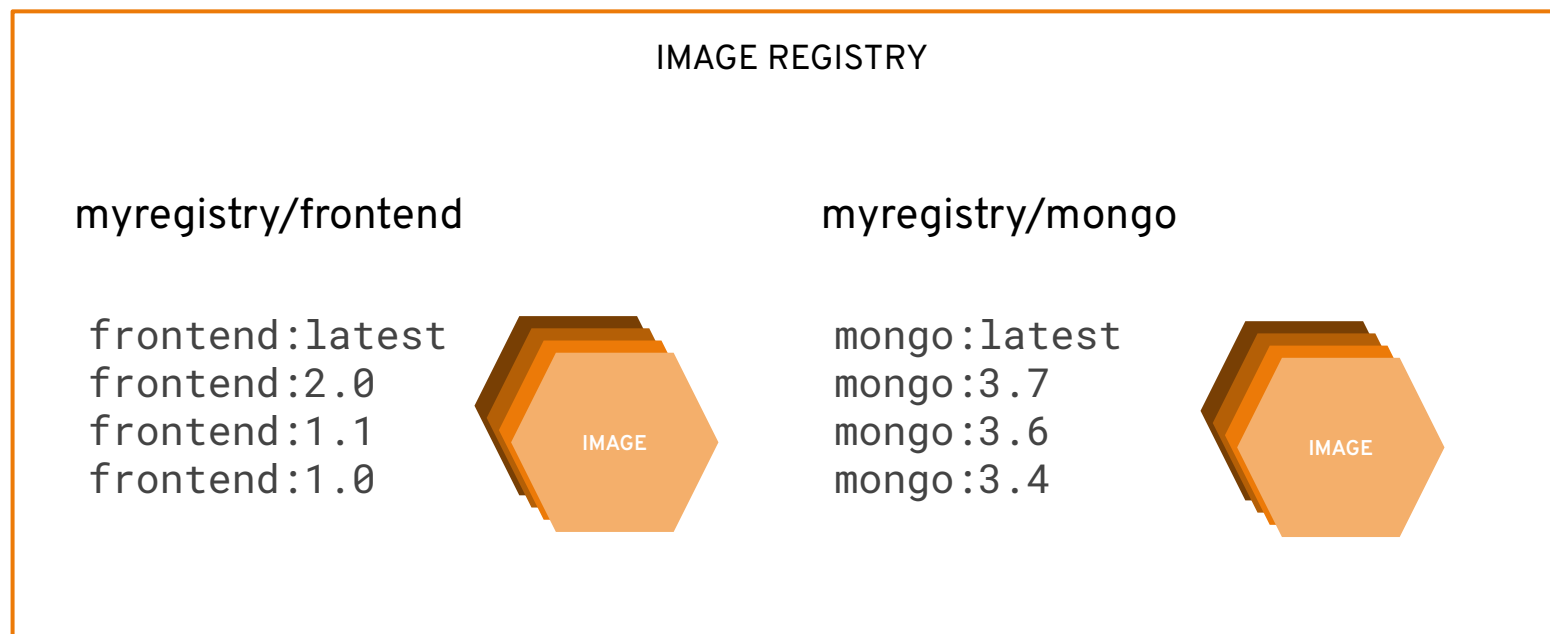 IMAGE REGISTRY
myregistry/frontend
frontend:latest
frontend:2.0
frontend:1.1
frontend:1.0
IMAGE
myregistry/mongo
mongo:latest
mongo:3.7
mongo:3.6
mongo:3.4
IMAGE